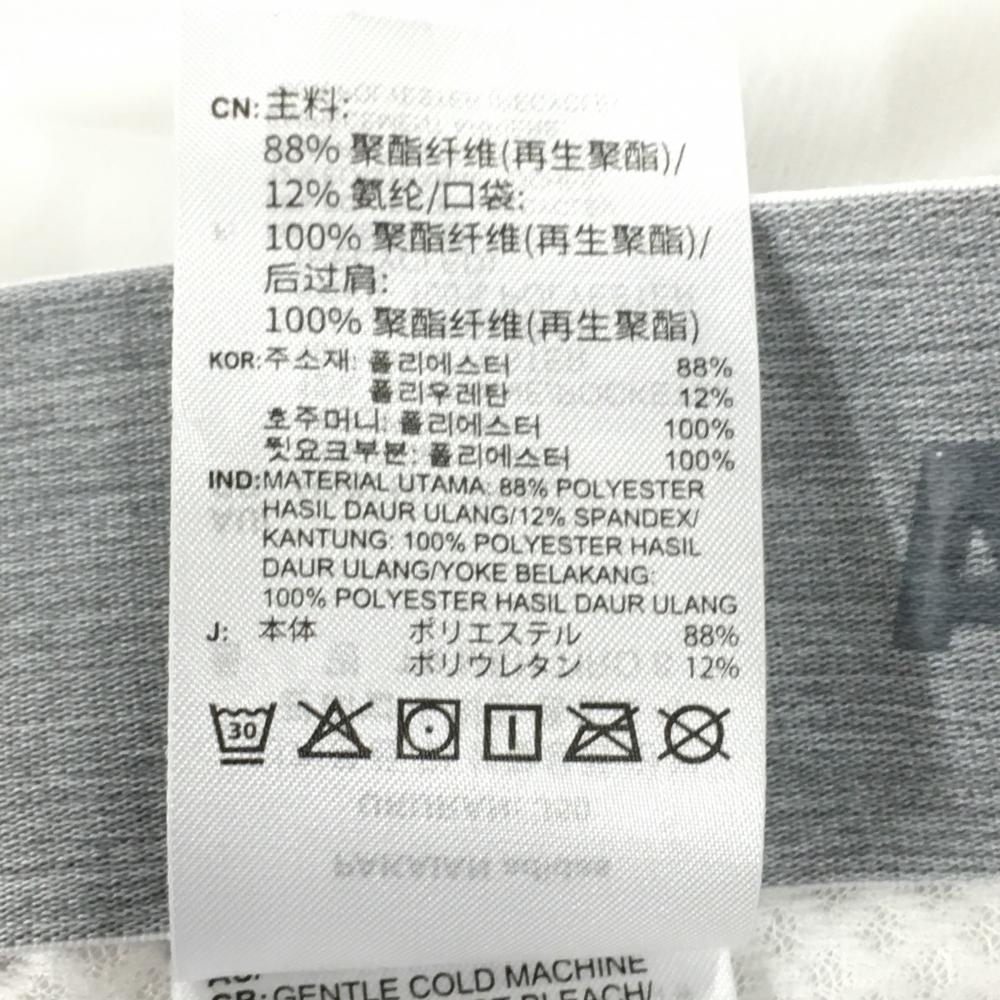 CN:主料:
88% 聚酯纤维(再生聚酯)/
12% 氨纶/口袋:
100% 聚酯纤维(再生聚酯)/
后过肩:
100% 聚酯纤维(再生聚酯)
KOR:주소재: 폴리에스터 88%
폴리우레탄 12%
호주머니: 폴리에스터 100%
뒷요크부분: 폴리에스터 100%
IND:MATERIAL UTAMA: 88% POLYESTER
HASIL DAUR ULANG/12% SPANDEX/
KANTUNG: 100% POLYESTER HASIL
DAUR ULANG/YOKE BELAKANG:
100% POLYESTER HASIL DAUR ULANG
J: 本体 ポリエステル 88%
ポリウレタン 12%
30
GB:GENTLE COLD MACHINE
BLEACH/
A